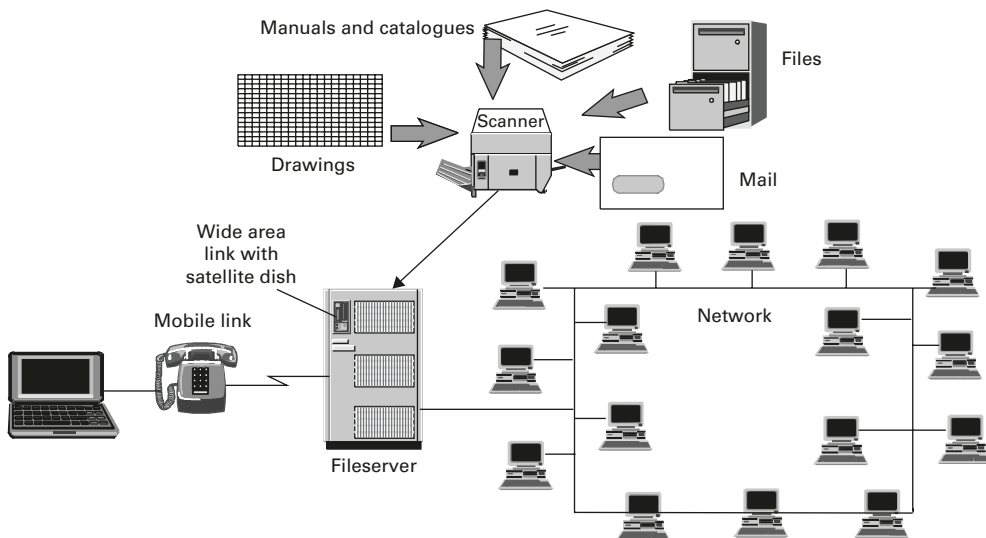 Manuals and catalogues
Files
Scanner
Drawings
Mail
Wide area
link with
satellite dish
Mobile link
Network
Fileserver